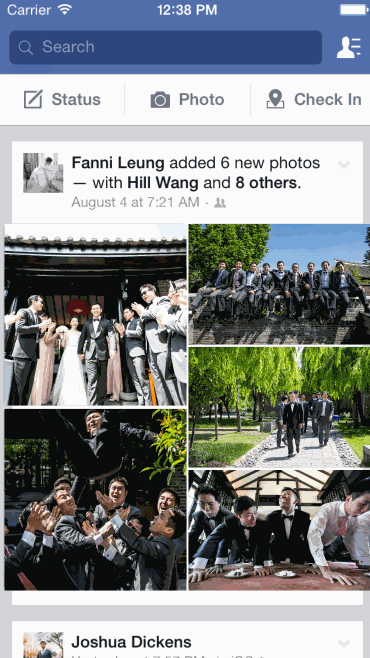 Carrier 12:38 PM
Search
Status Photo Check In
Fanni Leung added 6 new photos
— with Hill Wang and 8 others.
August 4 at 7:21 AM ·
Joshua Dickens